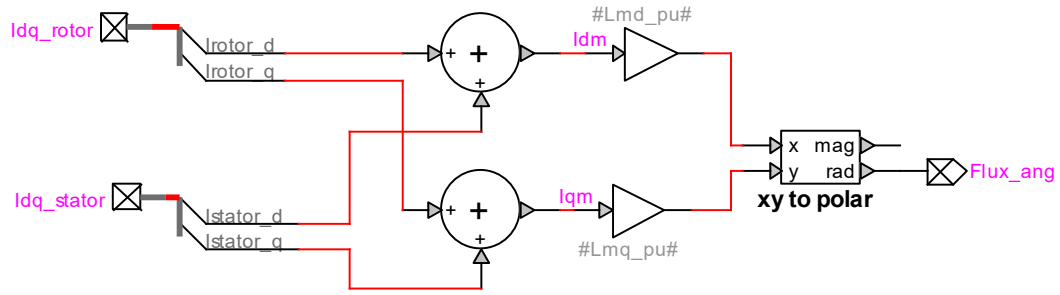 #Lmd_pu#
Idq_rotor
Irotor_d
Irotor_q
+
+
+
Idm
x
mag
y
rad
Flux_ang
xy to polar
Idq_stator
Istator_d
Istator_q
+
+
+
Iqm
#Lmq_pu#